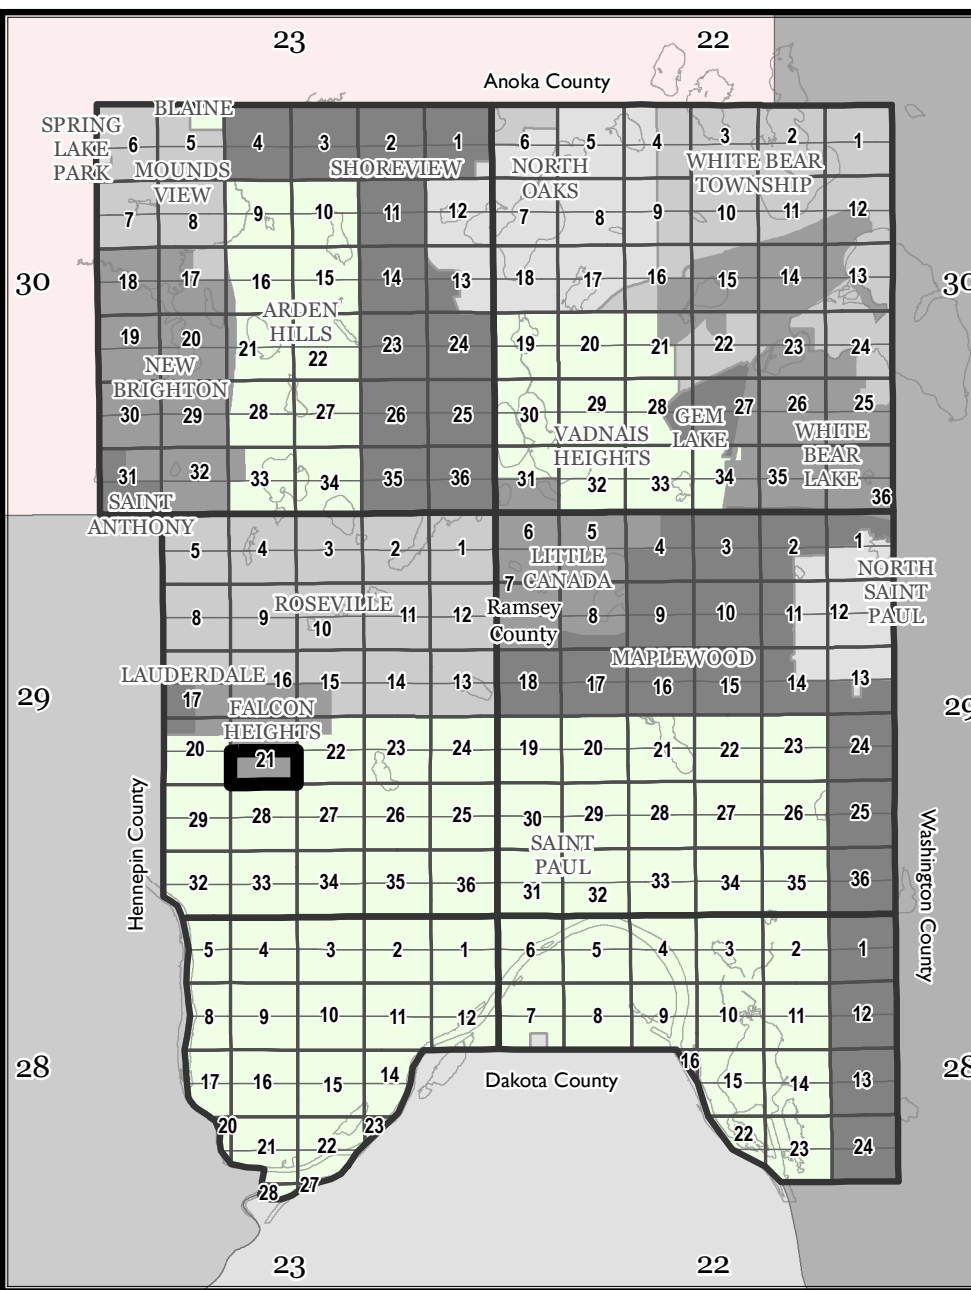 23 22
Anoka County
BLAINE
SPRING
LAKE
PARK
6 5 4 3 2 1 6 5 4 3 2 1
MOUNDS
VIEW
SHOREVIEW
NORTH
OAKS
WHITE BEAR
TOWNSHIP
7 8 9 10 11 12 7 8 9 10 11 12
30 30
18 17 16 15 14 13 18 17 16 15 14 13
ARDEN
HILLS
19 20 21 22 23 24 19 20 21 22 23 24
NEW
BRIGHTON
30 29 28 27 26 25 30 29 28 27 26 25
GEM
LAKE
VADNAIS
HEIGHTS
WHITE
BEAR
LAKE
31 32 33 34 35 36 31 32 33 34 35 36
SAINT
ANTHONY
5 4 3 2 1 6 5 4 3 2 1
LITTLE
CANADA
NORTH
SAINT
PAUL
8 9 10 11 12 7 8 9 10 11 12
ROSEVILLE
Ramsey
County
MAPLEWOOD
LAUDERDALE
17 16 15 14 13 18 17 16 15 14 13
29 29
FALCON
HEIGHTS
20 21 22 23 24 19 20 21 22 23 24
29 28 27 26 25 30 29 28 27 26 25
Hennepin County
Washington County
SAINT
PAUL
32 33 34 35 36 31 32 33 34 35 36
5 4 3 2 1 6 5 4 3 2 1
8 9 10 11 12 7 8 9 10 11 12
28 28
17 16 15 14 16 15 14 13
Dakota County
20 21 22 23 22 23 24
28 27
23 22